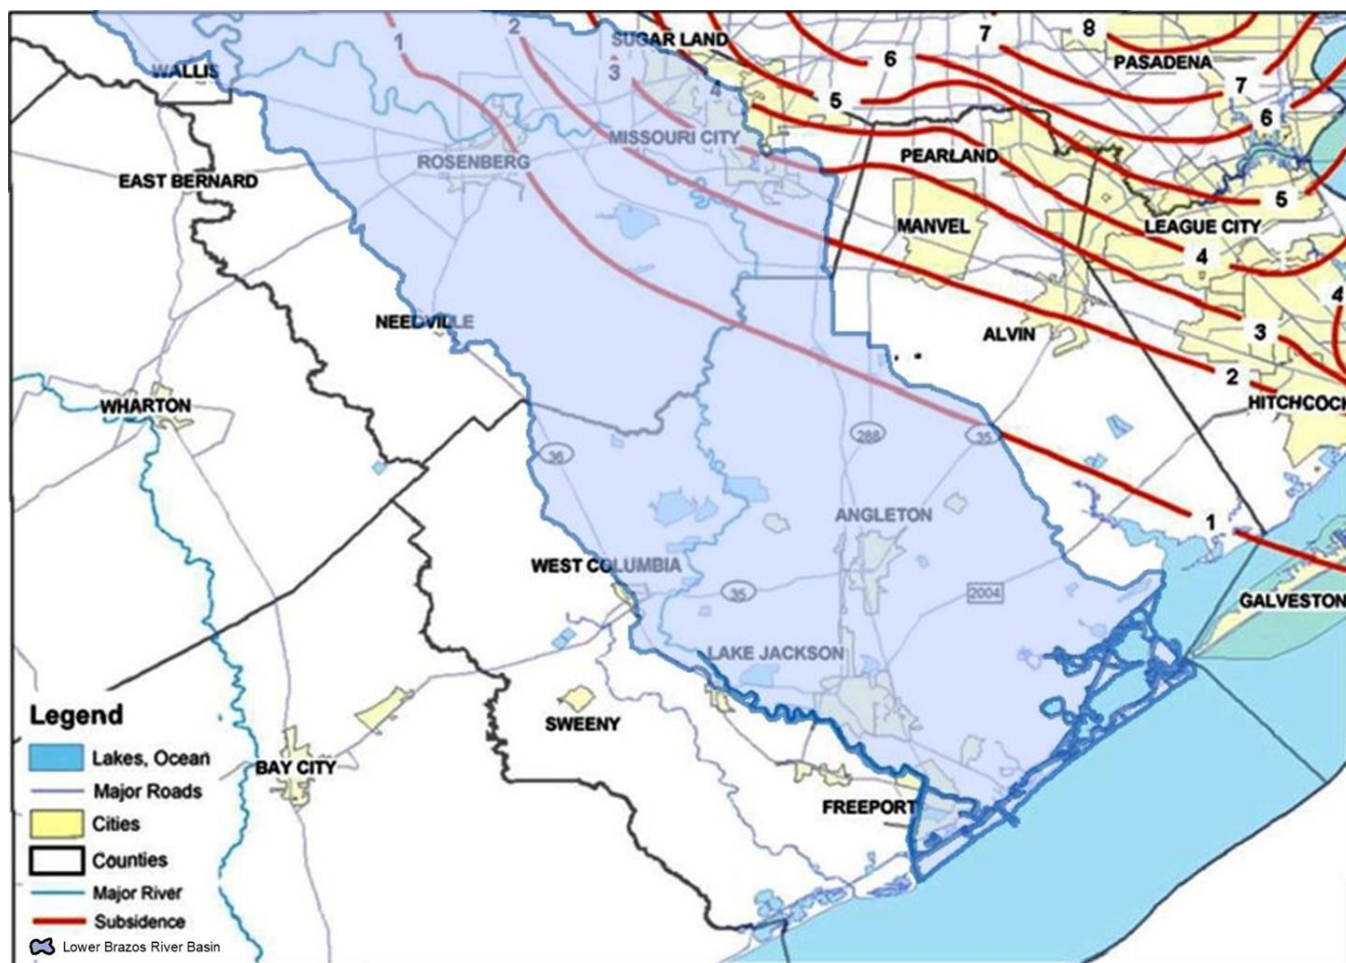 2
7
8
1
SUGAR LAND
6
PASADENA
3
WALLIS
4
5
7
6
MISSOURI CITY
ROSENBERG
PEARLAND
EAST BERNARD
5
MANVEL
LEAGUE CITY
4
4
NEEDVILLE
ALVIN
3
2
WHARTON
HITCHCOCK
288
35
36
ANGLETON
1
WEST COLUMBIA
35
2004
GALVESTON
LAKE JACKSON
SWEENY
BAY CITY
FREEPORT
Legend
Lakes, Ocean
Major Roads
Cities
Counties
Major River
Subsidence
Lower Brazos River Basin